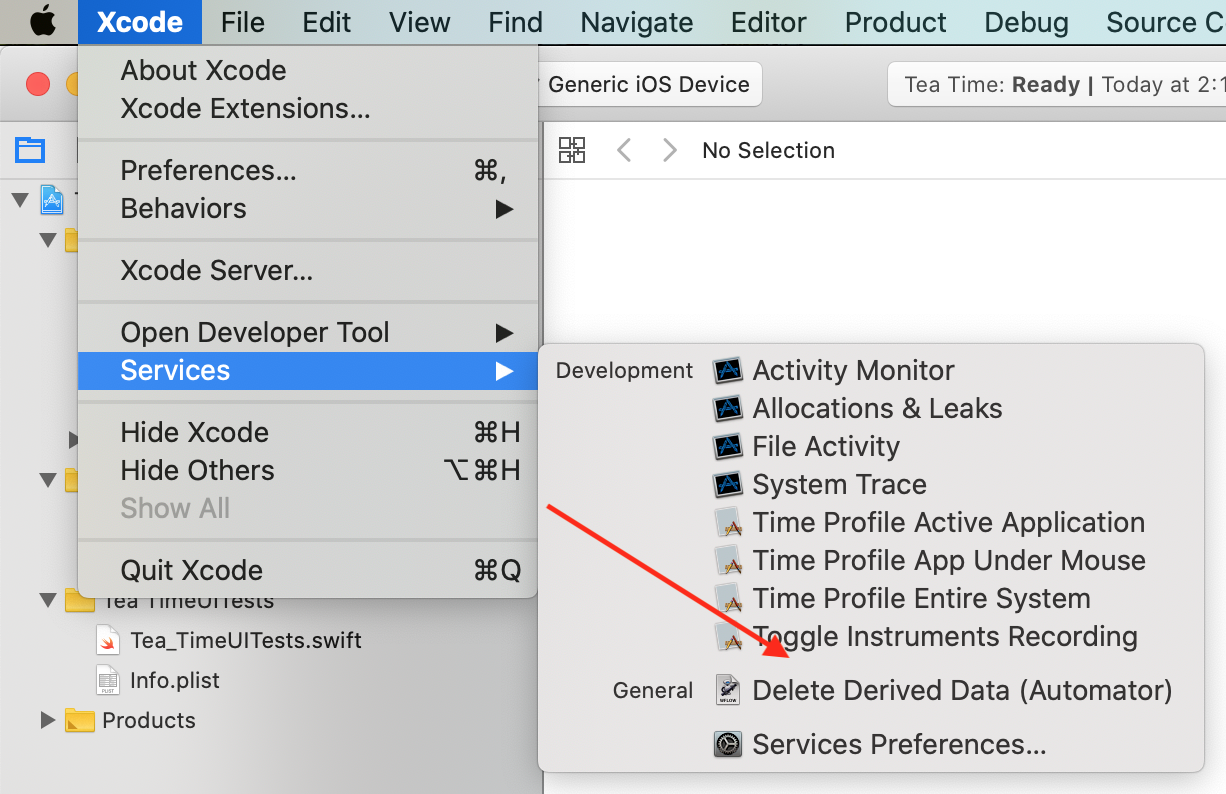 Xcode File Edit View Find Navigate Editor Product Debug Source C
Generic iOS Device
Tea Time: Ready | Today at 2:1
No Selection
About Xcode
Xcode Extensions...
Preferences... ⌘,
Behaviors ▶
Xcode Server...
Open Developer Tool ▶
Services ▶
Hide Xcode ⌘H
Hide Others ⌥⌘H
Show All
Quit Xcode ⌘Q
Development
Activity Monitor
Allocations & Leaks
File Activity
System Trace
Time Profile Active Application
Time Profile App Under Mouse
Time Profile Entire System
Toggle Instruments Recording
General
Delete Derived Data (Automator)
Services Preferences...
Tea TimeUITests
Tea_TimeUITests.swift
Info.plist
Products